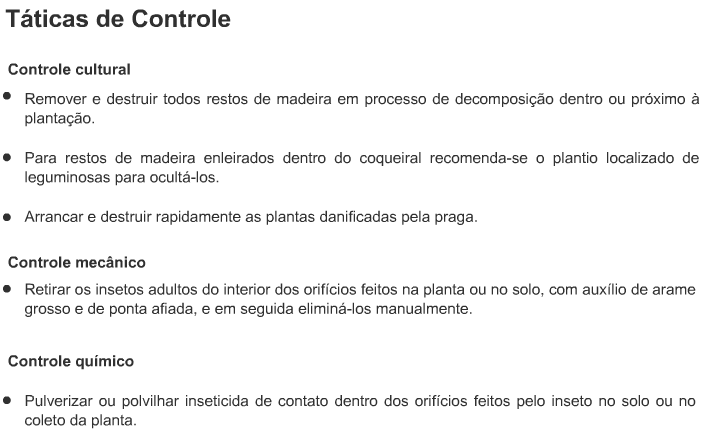 Táticas de Controle
Controle cultural
• Remover e destruir todos restos de madeira em processo de decomposição dentro ou próximo à
plantação.
• Para restos de madeira enleirados dentro do coqueiral recomenda-se o plantio localizado de
leguminosas para ocultá-los.
• Arrancar e destruir rapidamente as plantas danificadas pela praga.
Controle mecânico
• Retirar os insetos adultos do interior dos orifícios feitos na planta ou no solo, com auxílio de arame
grosso e de ponta afiada, e em seguida eliminá-los manualmente.
Controle químico
• Pulverizar ou polvilhar inseticida de contato dentro dos orifícios feitos pelo inseto no solo ou no
coleto da planta.